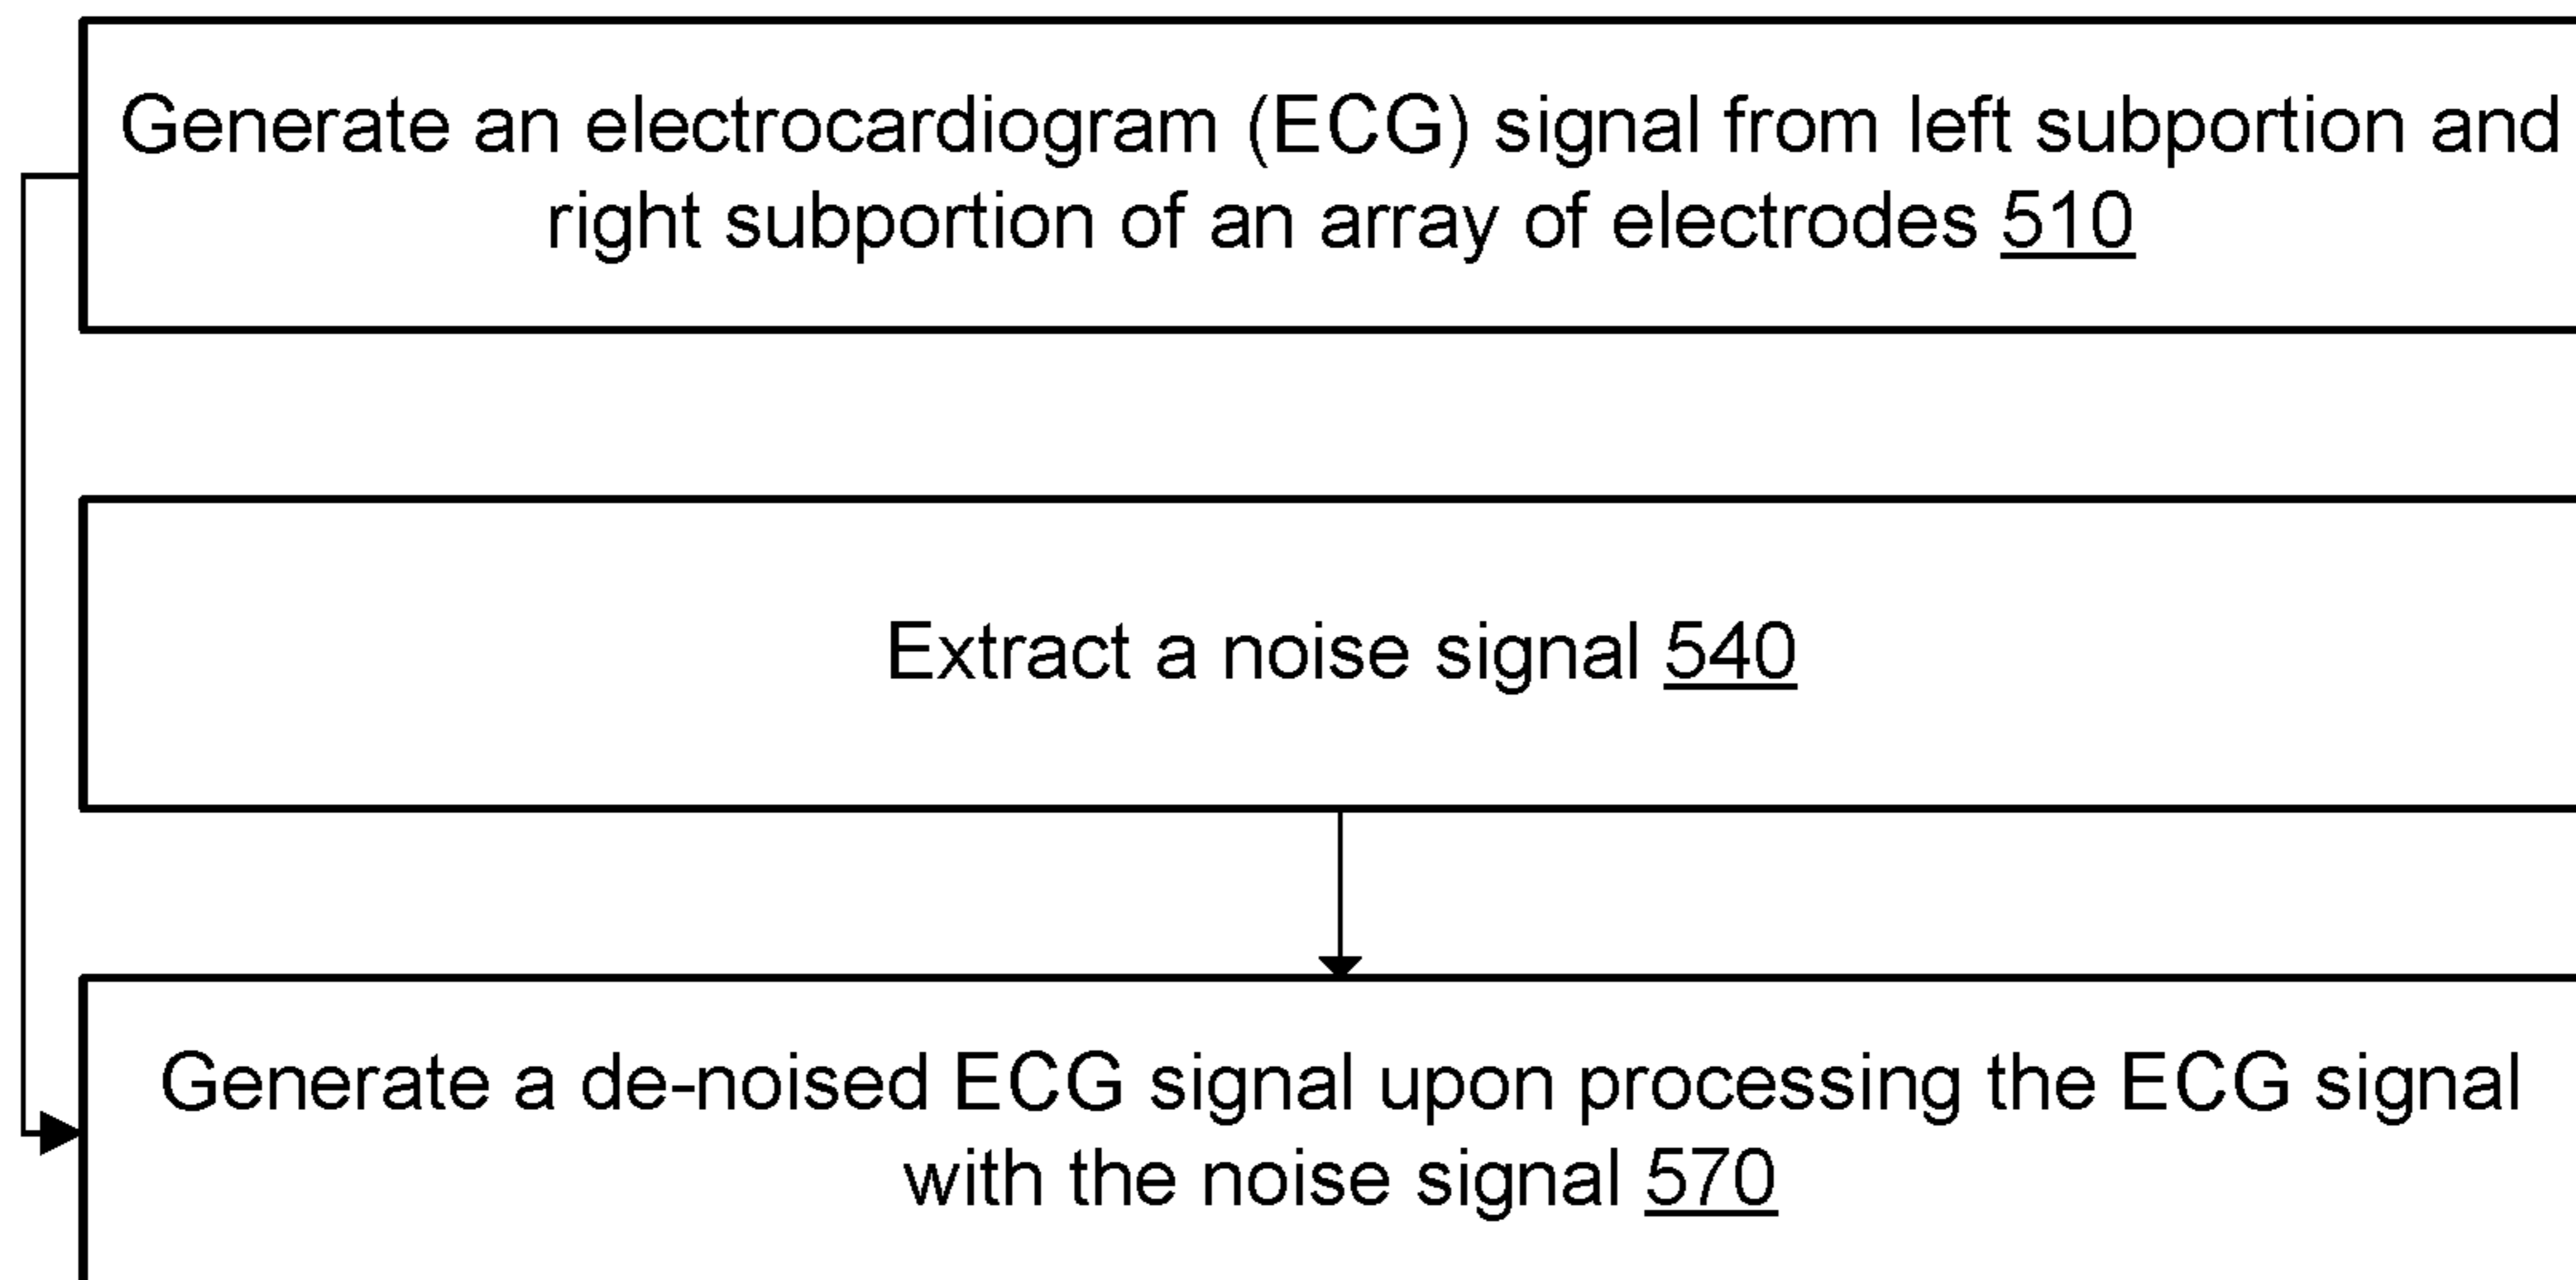 Generate an electrocardiogram (ECG) signal from left subportion and
right subportion of an array of electrodes 510
Extract a noise signal 540
Generate a de-noised ECG signal upon processing the ECG signal
with the noise signal 570